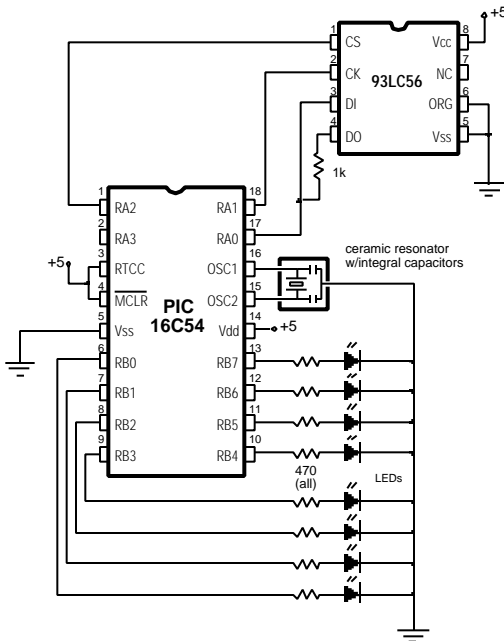 +5
1 CS Vcc 8
2 CK NC 7
93LC56
3 DI ORG 6
4 DO Vss 5
1k
1 RA2 RA1 18
2 RA3 RA0 17
+5
3 RTCC OSC1 16
4 MCLR OSC2 15
PIC
16C54
5 Vss Vdd 14 +5
6 RB0 RB7 13
7 RB1 RB6 12
8 RB2 RB5 11
9 RB3 RB4 10
ceramic resonator
w/integral capacitors
470
(all)
LEDs